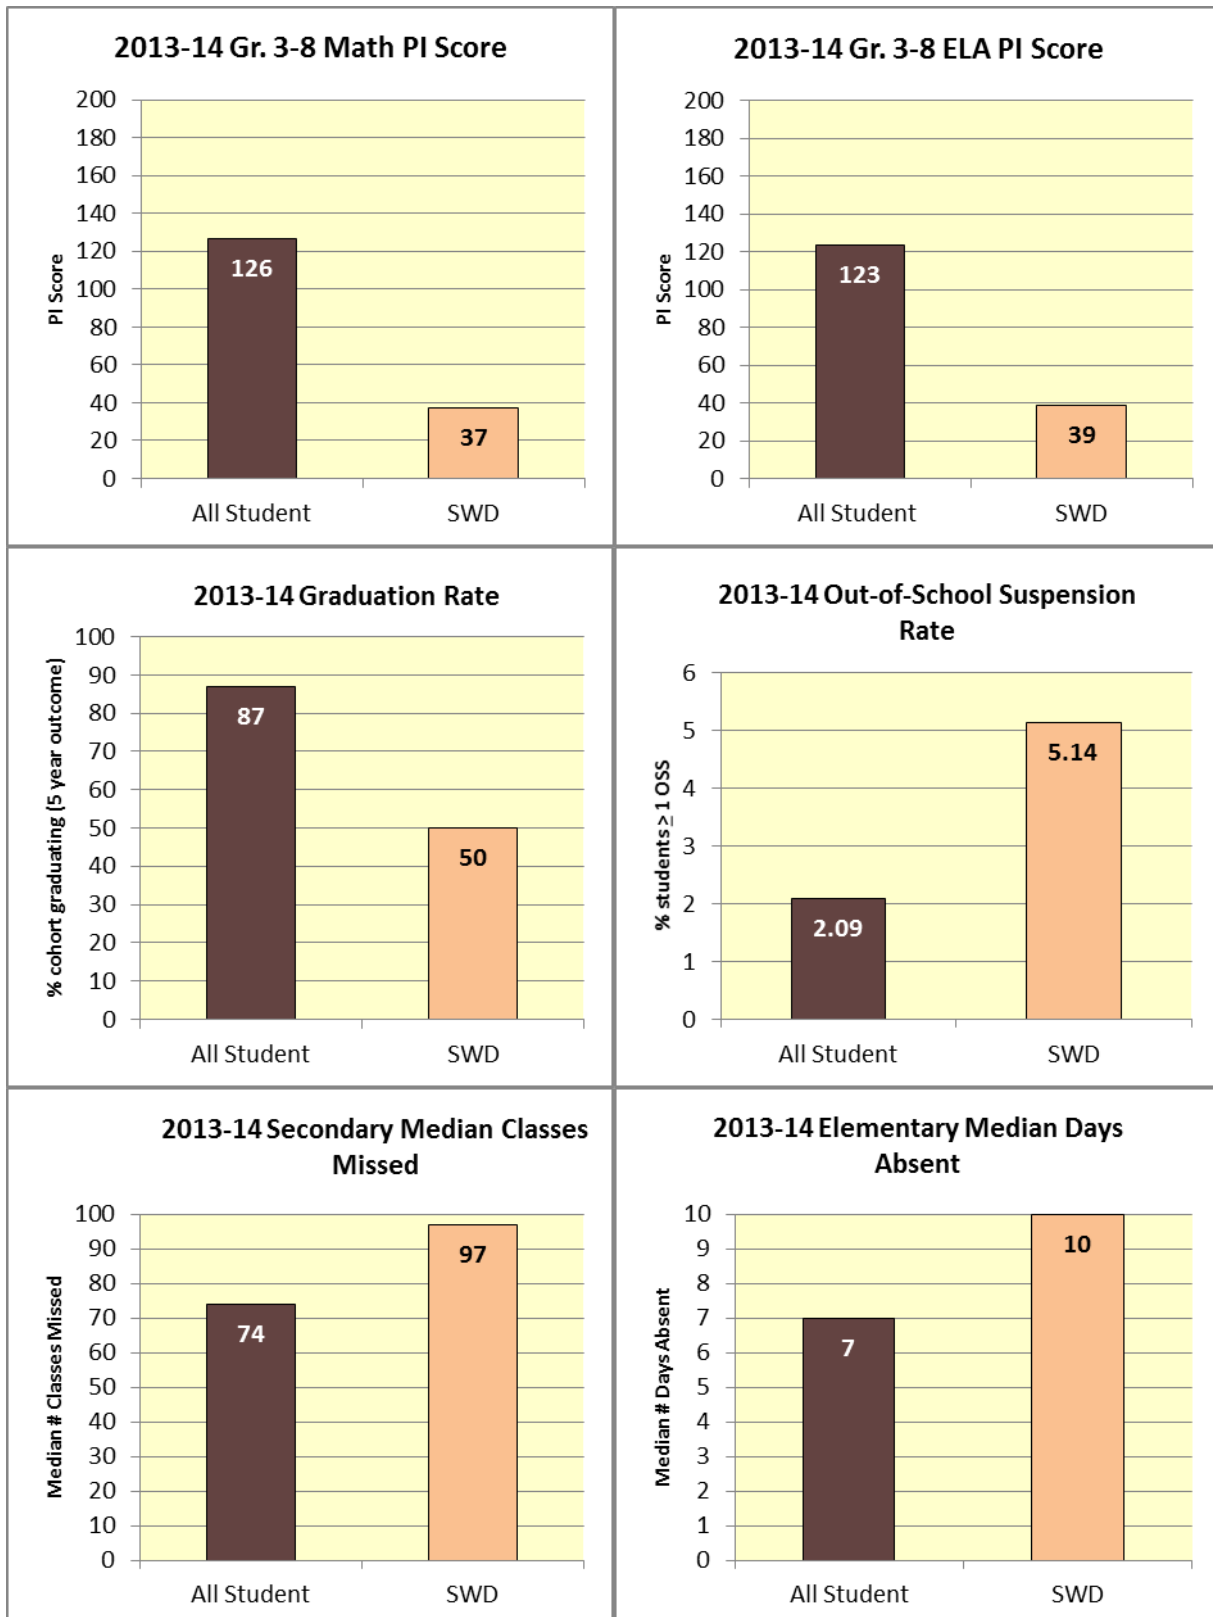 2013-14 Gr. 3-8 Math PI Score
PI Score
200
180
160
140
120
100
80
60
40
20
0
126
37
All Student
SWD
2013-14 Gr. 3-8 ELA PI Score
PI Score
200
180
160
140
120
100
80
60
40
20
0
123
39
All Student
SWD
2013-14 Graduation Rate
% cohort graduating (5 year outcome)
100
90
80
70
60
50
40
30
20
10
0
87
50
All Student
SWD
2013-14 Out-of-School Suspension
Rate
% students ≥ 1 OSS
6
5
4
3
2
1
0
2.09
5.14
All Student
SWD
2013-14 Secondary Median Classes
Missed
Median # Classes Missed
100
90
80
70
60
50
40
30
20
10
0
74
97
All Student
SWD
2013-14 Elementary Median Days
Absent
Median # Days Absent
10
9
8
7
6
5
4
3
2
1
0
7
10
All Student
SWD